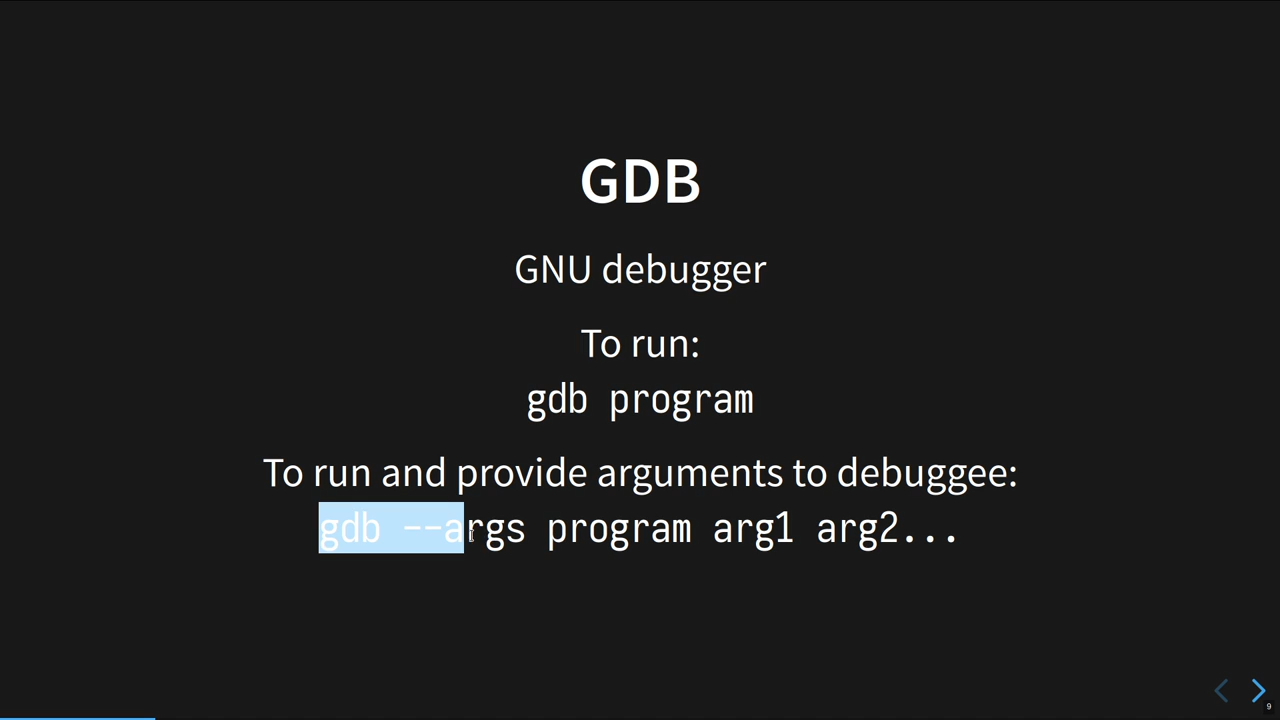 GDB
GNU debugger
To run:
gdb program
To run and provide arguments to debuggee:
gdb --args program arg1 arg2...
9